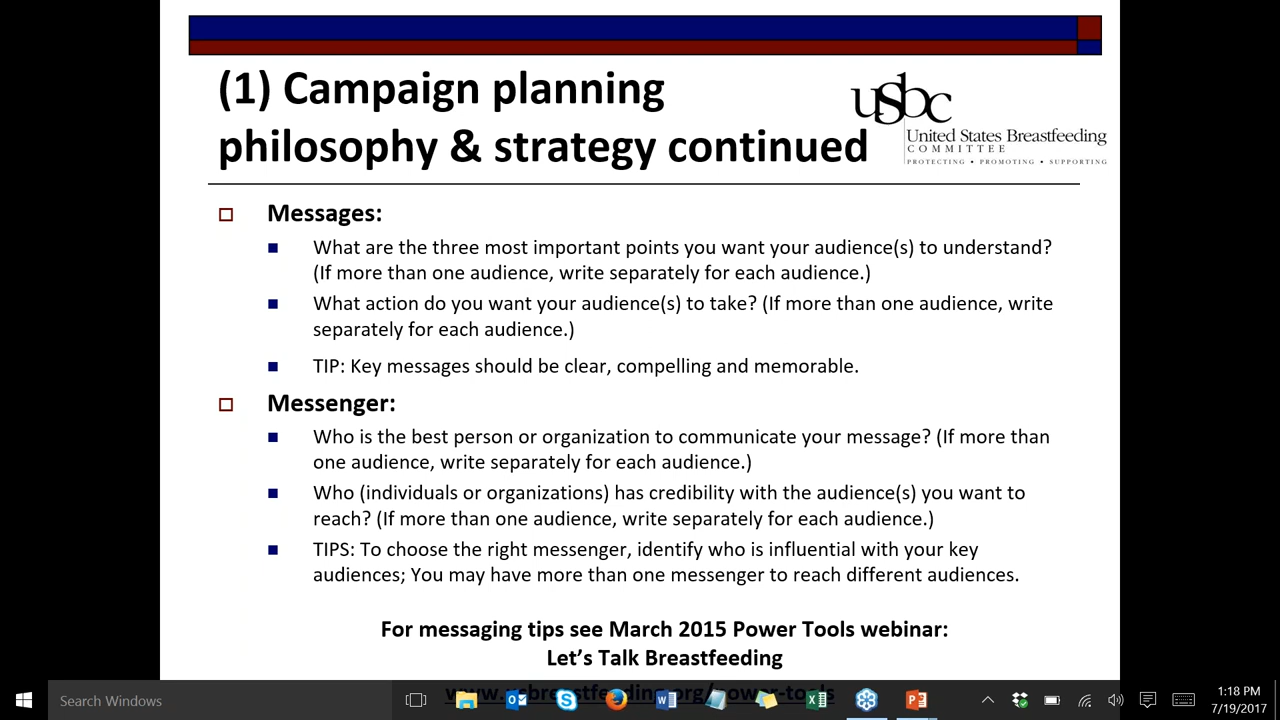 (1) Campaign planning
philosophy & strategy continued
usbc
United States Breastfeeding
COMMITTEE
PROTECTING • PROMOTING • SUPPORTING
Messages:
What are the three most important points you want your audience(s) to understand?
(If more than one audience, write separately for each audience.)
What action do you want your audience(s) to take? (If more than one audience, write
separately for each audience.)
TIP: Key messages should be clear, compelling and memorable.
Messenger:
Who is the best person or organization to communicate your message? (If more than
one audience, write separately for each audience.)
Who (individuals or organizations) has credibility with the audience(s) you want to
reach? (If more than one audience, write separately for each audience.)
TIPS: To choose the right messenger, identify who is influential with your key
audiences; You may have more than one messenger to reach different audiences.
For messaging tips see March 2015 Power Tools webinar:
Let's Talk Breastfeeding
www.usbreastfeeding.org/power-tools
Search Windows
1:18 PM
7/19/2017